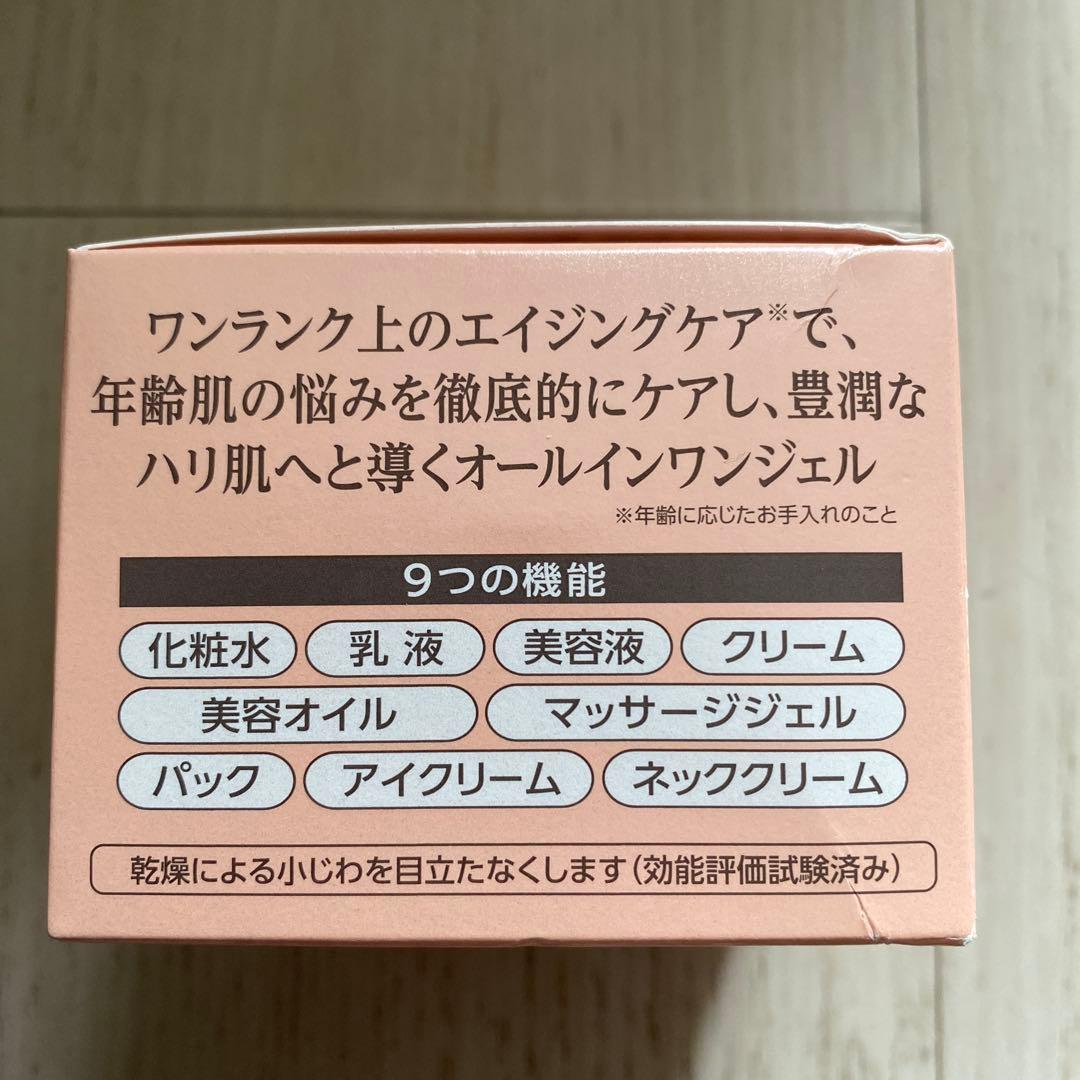 ワンランク上のエイジングケア※で、
年齢肌の悩みを徹底的にケアし、豊潤な
ハリ肌へと導くオールインワンジェル
※年齢に応じたお手入れのこと
9つの機能
化粧水 乳液 美容液 クリーム
美容オイル マッサージジェル
パック アイクリーム ネッククリーム
乾燥による小じわを目立たなくします(効能評価試験済み)